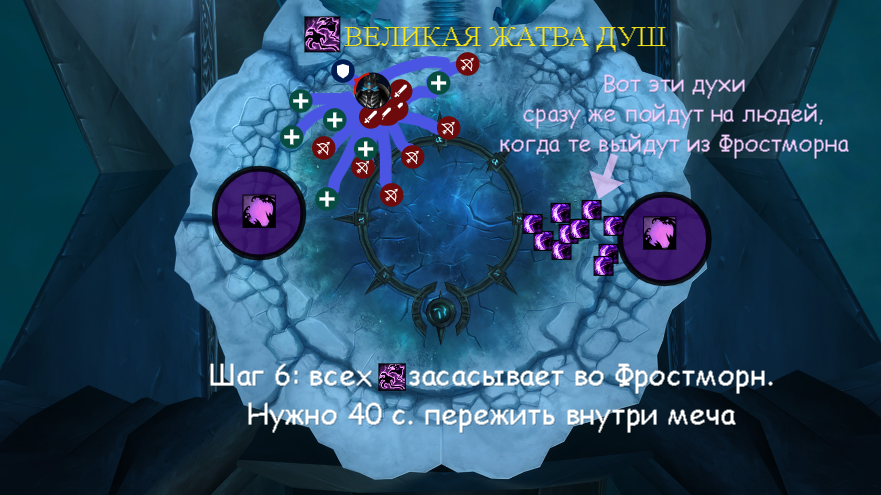 ВЕЛИКАЯ ЖАТВА ДУШ
Вот эти духи
сразу же пойдут на людей,
когда те выйдут из Фростморна
Шаг 6: всех засасывает во Фростморн.
Нужно 40 с. пережить внутри меча